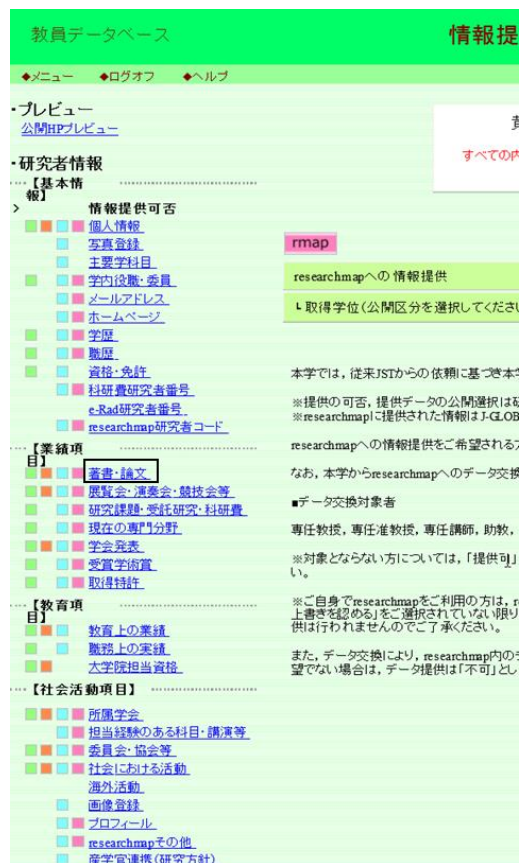 教員データベース
情報提
◆メニュー ◆ログオフ ◆ヘルプ
・プレビュー
公開HPプレビュー
・研究者情報
【基本情報】
> 情報提供可否
個人情報
写真登録
主要学科目
学内役職・委員
メールアドレス
ホームページ
学歴
職歴
資格・免許
科研費研究者番号
e-Rad研究者番号
researchmap研究者コード
【業績項目】
著書・論文
展覧会・演奏会・競技会等
研究課題・受託研究・科研費
現在の専門分野
学会発表
受賞学術賞
取得特許
【教育項目】
教育上の業績
職務上の実績
大学院担当資格
【社会活動項目】
所属学会
担当経験のある科目・講演等
委員会・協会等
社会における活動
海外活動
画像登録
プロフィール
researchmapその他
産学官連携(研究方針)
すべての内
rmap
researchmapへの情報提供
┗取得学位(公開区分を選択してくださ
本学では，従来JSTからの依頼に基づき本学
※提供の可否，提供データの公開選択は
※researchmapに提供された情報はJ-GLOB
researchmapへの情報提供をご希望される
なお，本学からresearchmapへのデータ交換
■データ交換対象者
専任教授，専任准教授，専任講師，助教，
※対象とならない方については，「提供可」
い。
※ご自身でresearchmapをご利用の方は，r
上書きを認める」をご選択されていない限り
供は行われませんのでご了承ください。
また，データ交換により，researchmap内の
望でない場合は，データ提供は「不可」とし